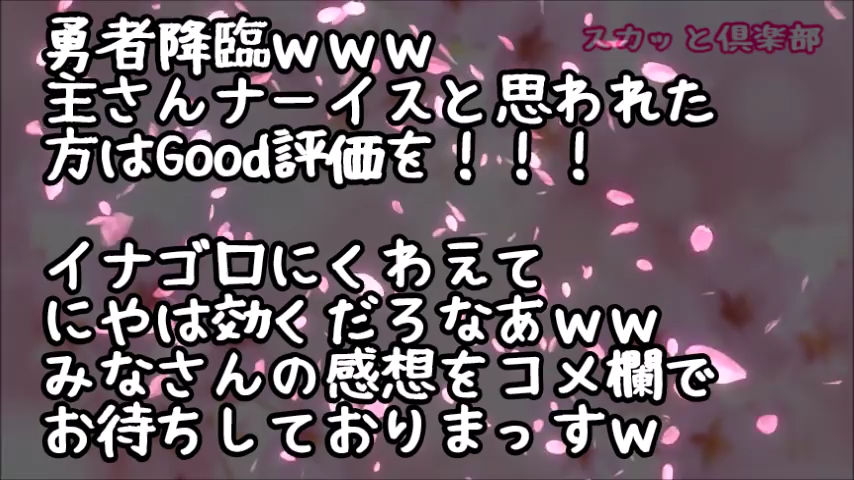 スカッと倶楽部
勇者降臨ｗｗｗ
主さんナーイスと思われた
方はGood評価を！！！
イナゴ口にくわえて
にやは効くだろなあｗｗ
みなさんの感想をコメ欄で
お待ちしておりまっすｗ